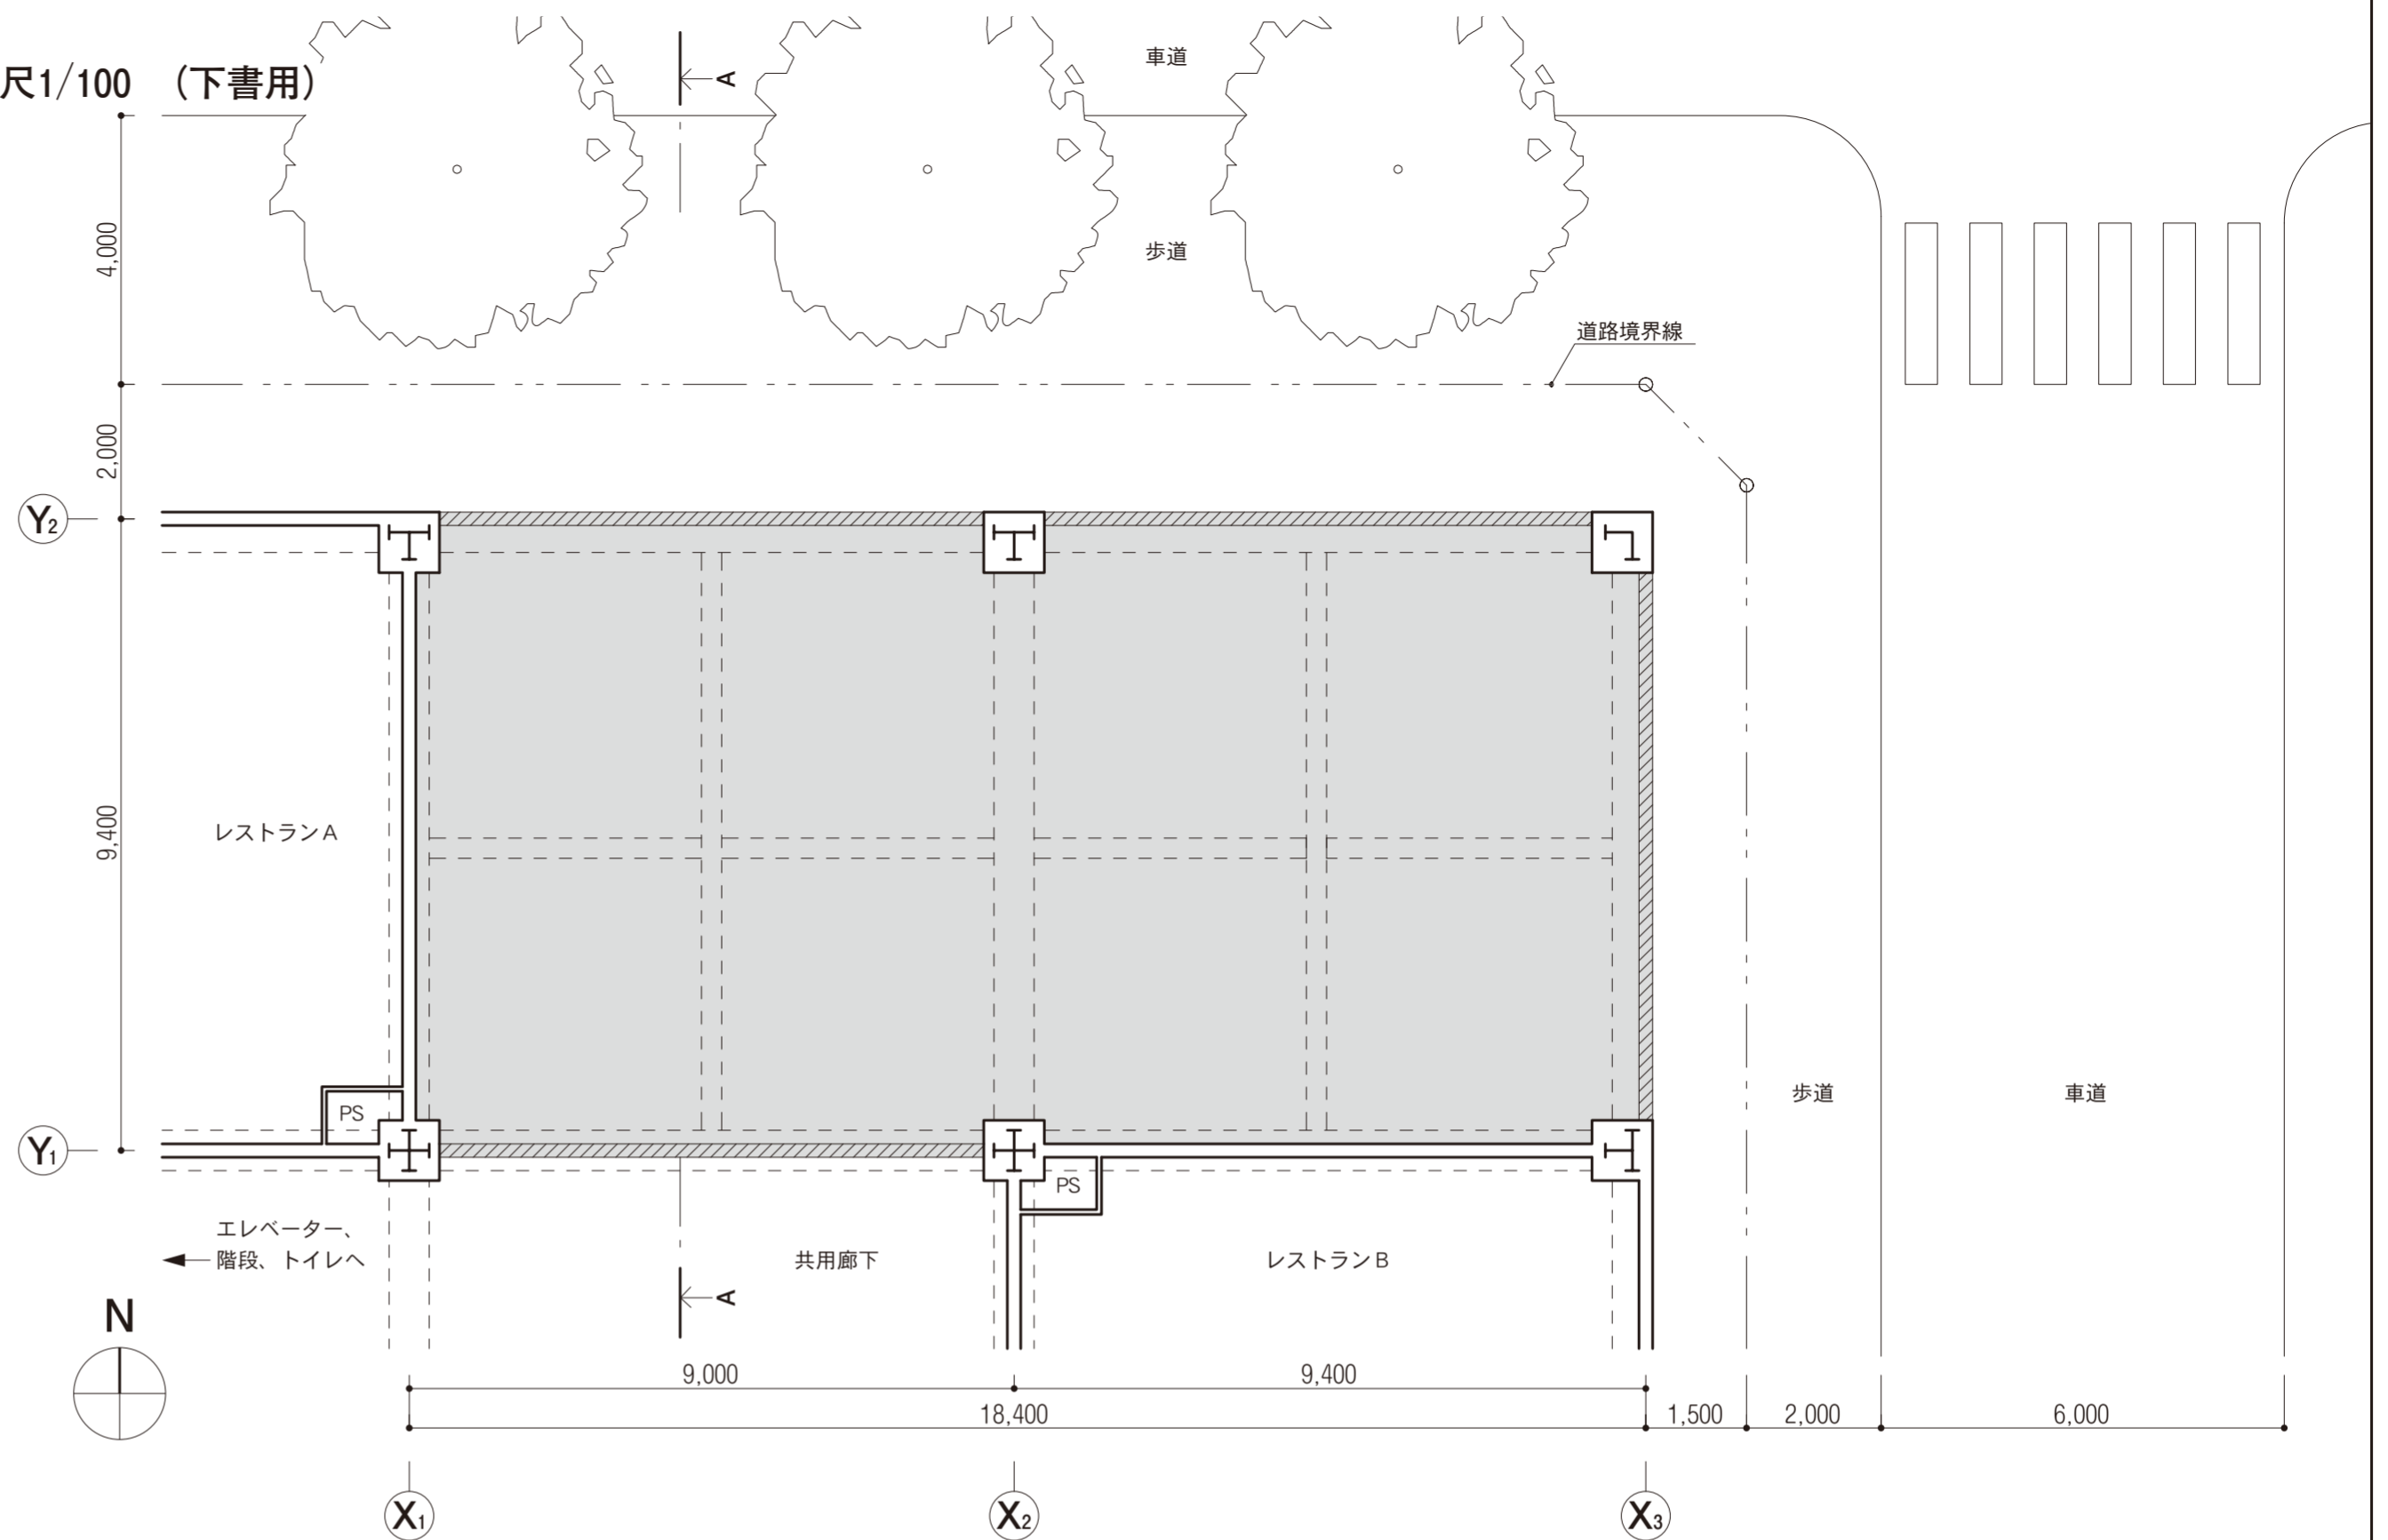 車道
A
尺1/100 (下書用)
4,000
歩道
道路境界線
2,000
Y2
9,400
レストランA
歩道
車道
PS
Y1
PS
エレベーター、
階段、トイレへ
共用廊下
レストランB
A
N
9,000
9,400
18,400
1,500
2,000
6,000
X1
X2
X3